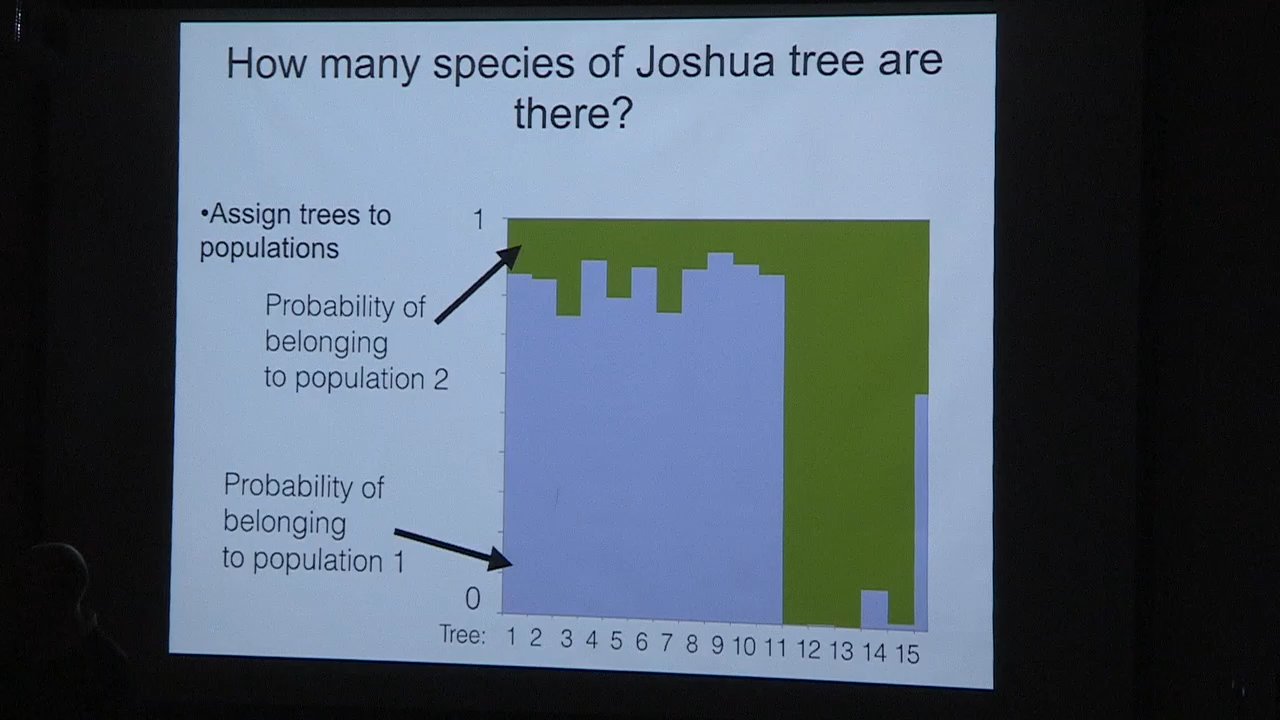 How many species of Joshua tree are
there?
•Assign trees to
populations
1
Probability of
belonging
to population 2
Probability of
belonging
to population 1
0
Tree: 1 2 3 4 5 6 7 8 9 10 11 12 13 14 15